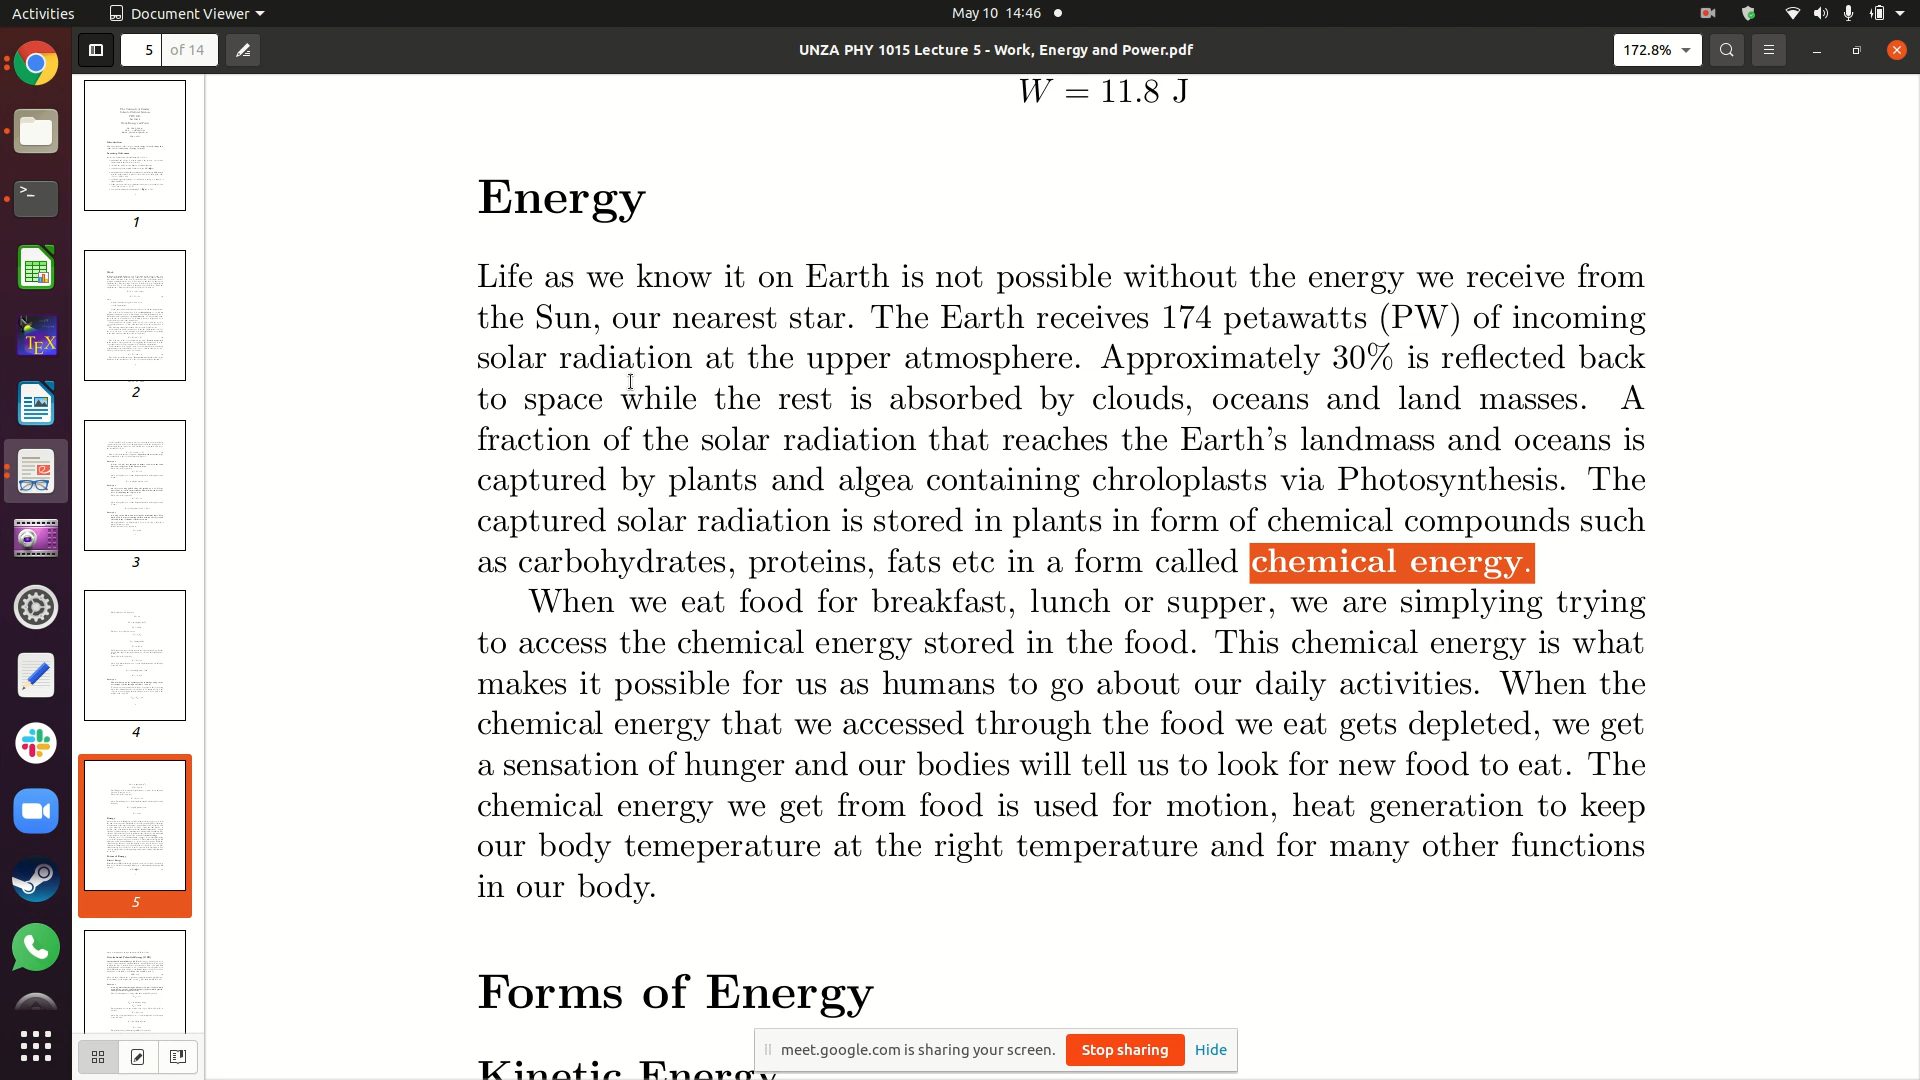 Activities Document Viewer May 10 14:46
5 of 14 UNZA PHY 1015 Lecture 5 - Work, Energy and Power.pdf 172.8%
W = 11.8 J
Energy
Life as we know it on Earth is not possible without the energy we receive from
the Sun, our nearest star. The Earth receives 174 petawatts (PW) of incoming
solar radiation at the upper atmosphere. Approximately 30% is reflected back
to space while the rest is absorbed by clouds, oceans and land masses. A
fraction of the solar radiation that reaches the Earth's landmass and oceans is
captured by plants and algea containing chroloplasts via Photosynthesis. The
captured solar radiation is stored in plants in form of chemical compounds such
as carbohydrates, proteins, fats etc in a form called chemical energy.
When we eat food for breakfast, lunch or supper, we are simplying trying
to access the chemical energy stored in the food. This chemical energy is what
makes it possible for us as humans to go about our daily activities. When the
chemical energy that we accessed through the food we eat gets depleted, we get
a sensation of hunger and our bodies will tell us to look for new food to eat. The
chemical energy we get from food is used for motion, heat generation to keep
our body temeperature at the right temperature and for many other functions
in our body.
Forms of Energy
Kinetic Energy
meet.google.com is sharing your screen. Stop sharing Hide
1
2
3
4
5
TEX